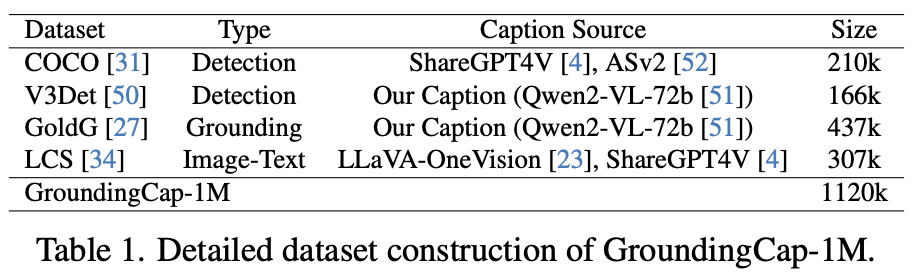 Dataset Type Caption Source Size
COCO [31] Detection ShareGPT4V [4], ASv2 [52] 210k
V3Det [50] Detection Our Caption (Qwen2-VL-72b [51]) 166k
GoldG [27] Grounding Our Caption (Qwen2-VL-72b [51]) 437k
LCS [34] Image-Text LLaVA-OneVision [23], ShareGPT4V [4] 307k
GroundingCap-1M 1120k
Table 1. Detailed dataset construction of GroundingCap-1M.